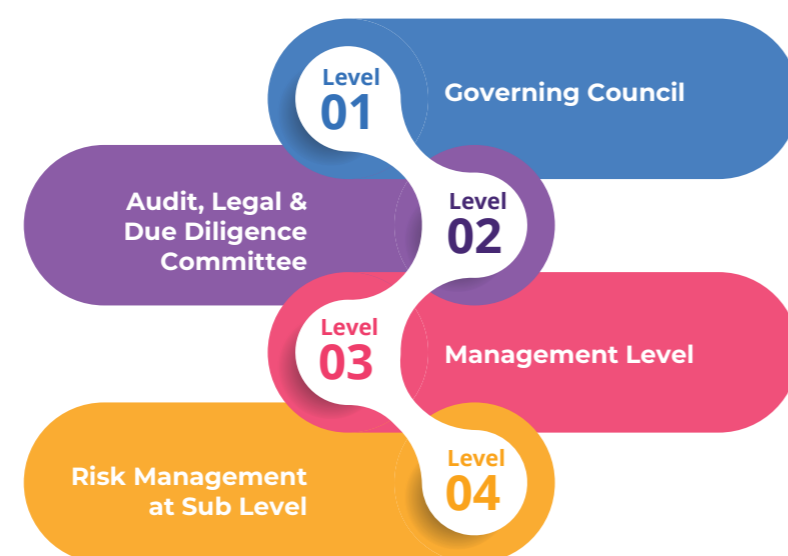 Level
01
Governing Council
Audit, Legal &
Due Diligence
Committee
Level
02
Level
03
Management Level
Risk Management
at Sub Level
Level
04